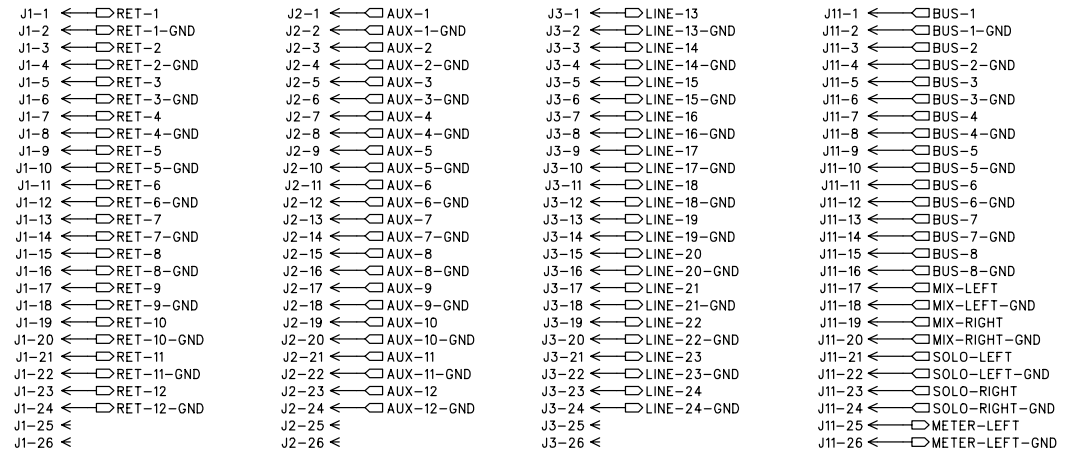 J1-1 RET-1
J1-2 RET-1-GND
J1-3 RET-2
J1-4 RET-2-GND
J1-5 RET-3
J1-6 RET-3-GND
J1-7 RET-4
J1-8 RET-4-GND
J1-9 RET-5
J1-10 RET-5-GND
J1-11 RET-6
J1-12 RET-6-GND
J1-13 RET-7
J1-14 RET-7-GND
J1-15 RET-8
J1-16 RET-8-GND
J1-17 RET-9
J1-18 RET-9-GND
J1-19 RET-10
J1-20 RET-10-GND
J1-21 RET-11
J1-22 RET-11-GND
J1-23 RET-12
J1-24 RET-12-GND
J1-25
J1-26
J2-1 AUX-1
J2-2 AUX-1-GND
J2-3 AUX-2
J2-4 AUX-2-GND
J2-5 AUX-3
J2-6 AUX-3-GND
J2-7 AUX-4
J2-8 AUX-4-GND
J2-9 AUX-5
J2-10 AUX-5-GND
J2-11 AUX-6
J2-12 AUX-6-GND
J2-13 AUX-7
J2-14 AUX-7-GND
J2-15 AUX-8
J2-16 AUX-8-GND
J2-17 AUX-9
J2-18 AUX-9-GND
J2-19 AUX-10
J2-20 AUX-10-GND
J2-21 AUX-11
J2-22 AUX-11-GND
J2-23 AUX-12
J2-24 AUX-12-GND
J2-25
J2-26
J3-1 LINE-13
J3-2 LINE-13-GND
J3-3 LINE-14
J3-4 LINE-14-GND
J3-5 LINE-15
J3-6 LINE-15-GND
J3-7 LINE-16
J3-8 LINE-16-GND
J3-9 LINE-17
J3-10 LINE-17-GND
J3-11 LINE-18
J3-12 LINE-18-GND
J3-13 LINE-19
J3-14 LINE-19-GND
J3-15 LINE-20
J3-16 LINE-20-GND
J3-17 LINE-21
J3-18 LINE-21-GND
J3-19 LINE-22
J3-20 LINE-22-GND
J3-21 LINE-23
J3-22 LINE-23-GND
J3-23 LINE-24
J3-24 LINE-24-GND
J3-25
J3-26
J11-1 BUS-1
J11-2 BUS-1-GND
J11-3 BUS-2
J11-4 BUS-2-GND
J11-5 BUS-3
J11-6 BUS-3-GND
J11-7 BUS-4
J11-8 BUS-4-GND
J11-9 BUS-5
J11-10 BUS-5-GND
J11-11 BUS-6
J11-12 BUS-6-GND
J11-13 BUS-7
J11-14 BUS-7-GND
J11-15 BUS-8
J11-16 BUS-8-GND
J11-17 MIX-LEFT
J11-18 MIX-LEFT-GND
J11-19 MIX-RIGHT
J11-20 MIX-RIGHT-GND
J11-21 SOLO-LEFT
J11-22 SOLO-LEFT-GND
J11-23 SOLO-RIGHT
J11-24 SOLO-RIGHT-GND
J11-25 METER-LEFT
J11-26 METER-LEFT-GND